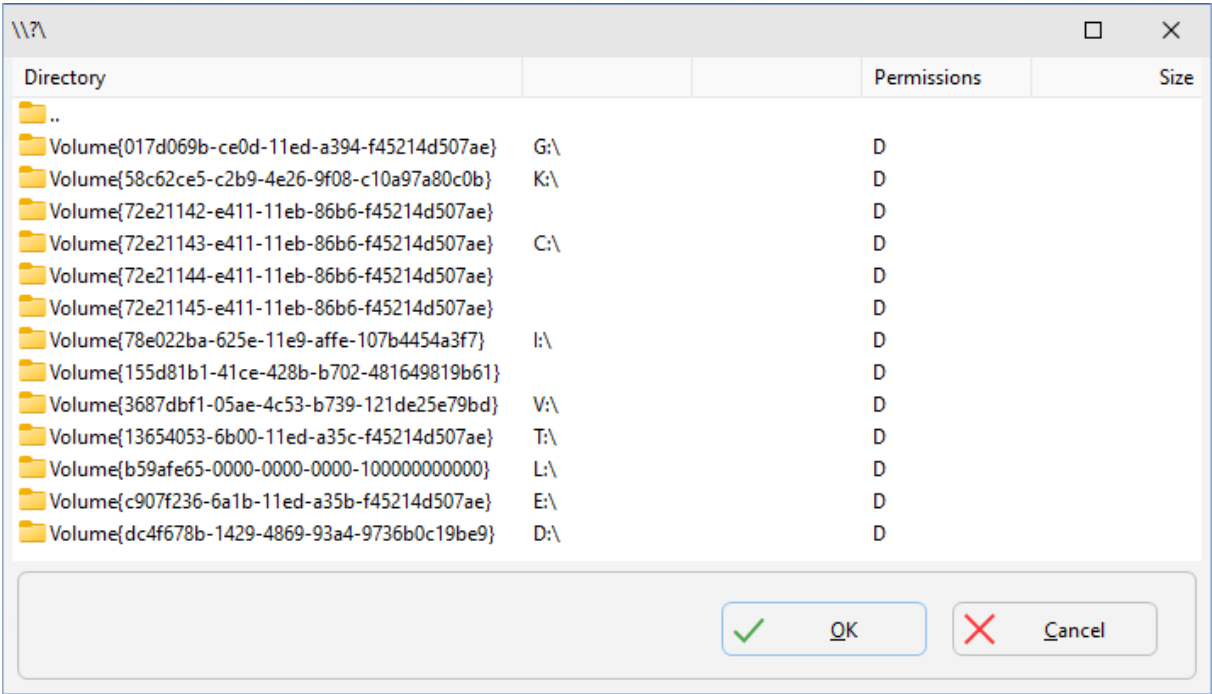 \\?\
Directory Permissions Size
..
Volume{017d069b-ce0d-11ed-a394-f45214d507ae} G:\ D
Volume{58c62ce5-c2b9-4e26-9f08-c10a97a80c0b} K:\ D
Volume{72e21142-e411-11eb-86b6-f45214d507ae} D
Volume{72e21143-e411-11eb-86b6-f45214d507ae} C:\ D
Volume{72e21144-e411-11eb-86b6-f45214d507ae} D
Volume{72e21145-e411-11eb-86b6-f45214d507ae} D
Volume{78e022ba-625e-11e9-affe-107b4454a3f7} I:\ D
Volume{155d81b1-41ce-428b-b702-481649819b61} D
Volume{3687dbf1-05ae-4c53-b739-121de25e79bd} V:\ D
Volume{13654053-6b00-11ed-a35c-f45214d507ae} T:\ D
Volume{b59afe65-0000-0000-0000-100000000000} L:\ D
Volume{c907f236-6a1b-11ed-a35b-f45214d507ae} E:\ D
Volume{dc4f678b-1429-4869-93a4-9736b0c19be9} D:\ D
OK Cancel